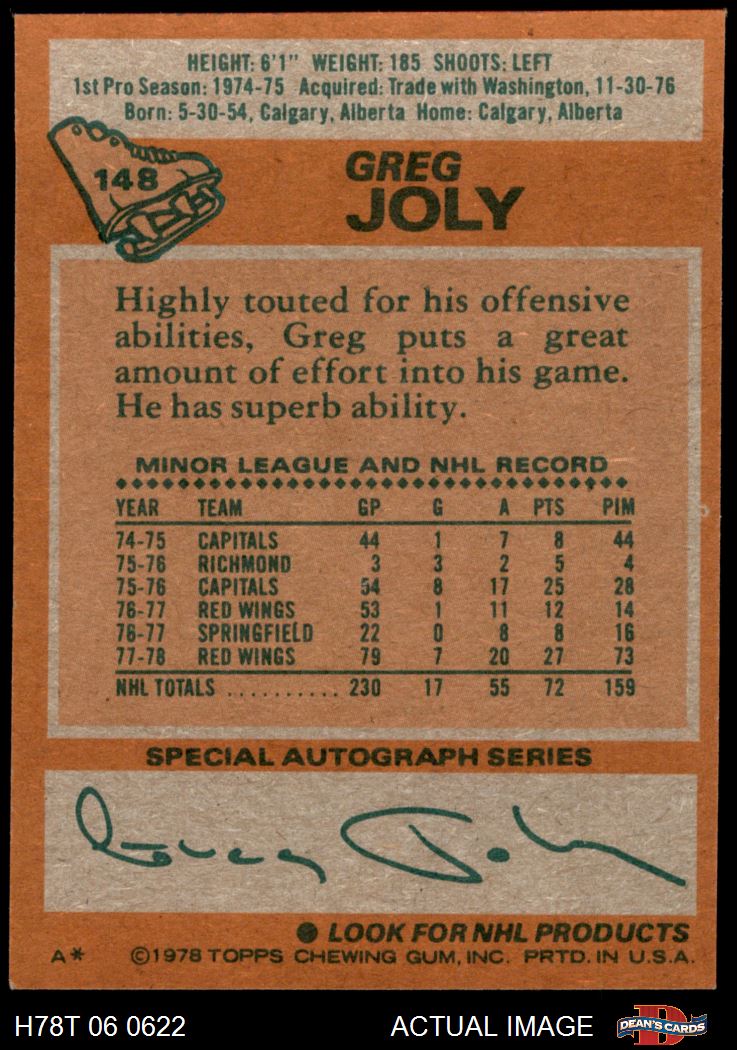 HEIGHT: 6'1" WEIGHT: 185 SHOOTS: LEFT
1st Pro Season: 1974-75 Acquired: Trade with Washington, 11-30-76
Born: 5-30-54, Calgary, Alberta Home: Calgary, Alberta
148
GREG
JOLY
Highly touted for his offensive
abilities, Greg puts a great
amount of effort into his game.
He has superb ability.
MINOR LEAGUE AND NHL RECORD
YEAR TEAM GP G A PTS PIM
74-75 CAPITALS 44 1 7 8 44
75-76 RICHMOND 3 3 2 5 4
75-76 CAPITALS 54 8 17 25 28
76-77 RED WINGS 53 1 11 12 14
76-77 SPRINGFIELD 22 0 8 8 16
77-78 RED WINGS 79 7 20 27 73
NHL TOTALS .......... 230 17 55 72 159
SPECIAL AUTOGRAPH SERIES
Greg Joly
● LOOK FOR NHL PRODUCTS
A* ©1978 TOPPS CHEWING GUM, INC. PRTD. IN U.S.A.
H78T 06 0622 ACTUAL IMAGE D DEAN'S CARDS